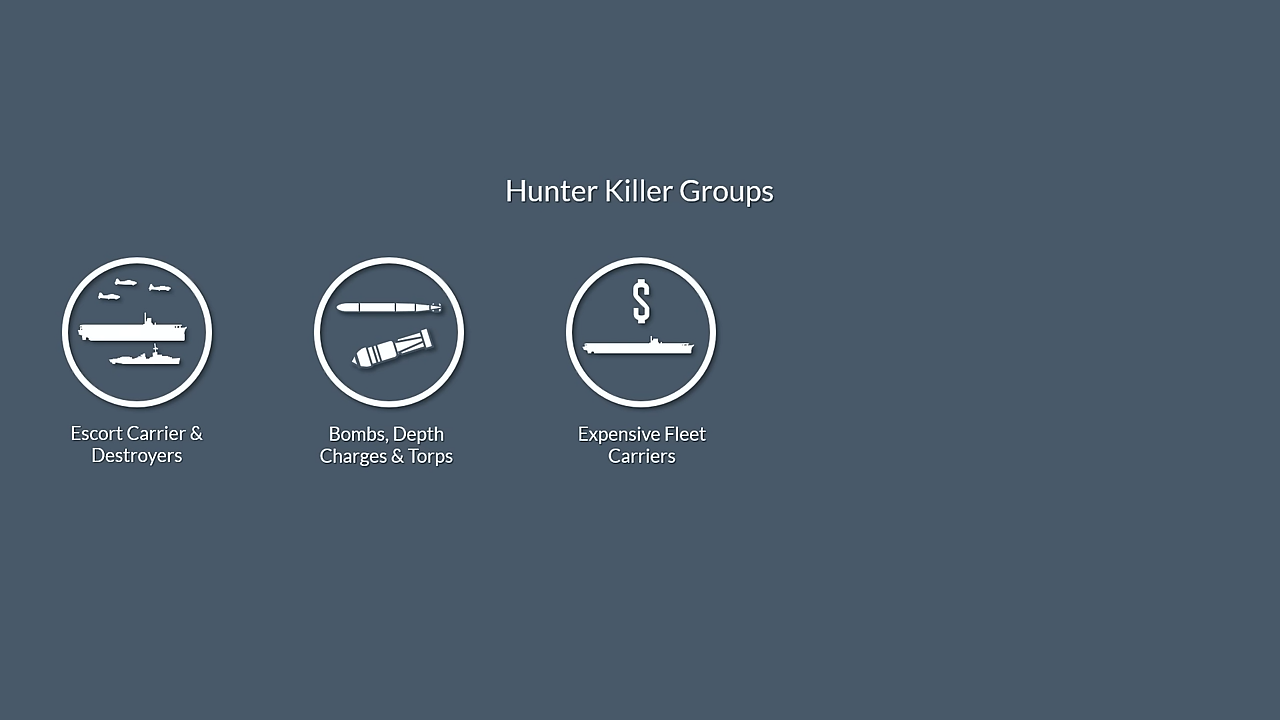 Hunter Killer Groups
Escort Carrier &
Destroyers
Bombs, Depth
Charges & Torps
Expensive Fleet
Carriers